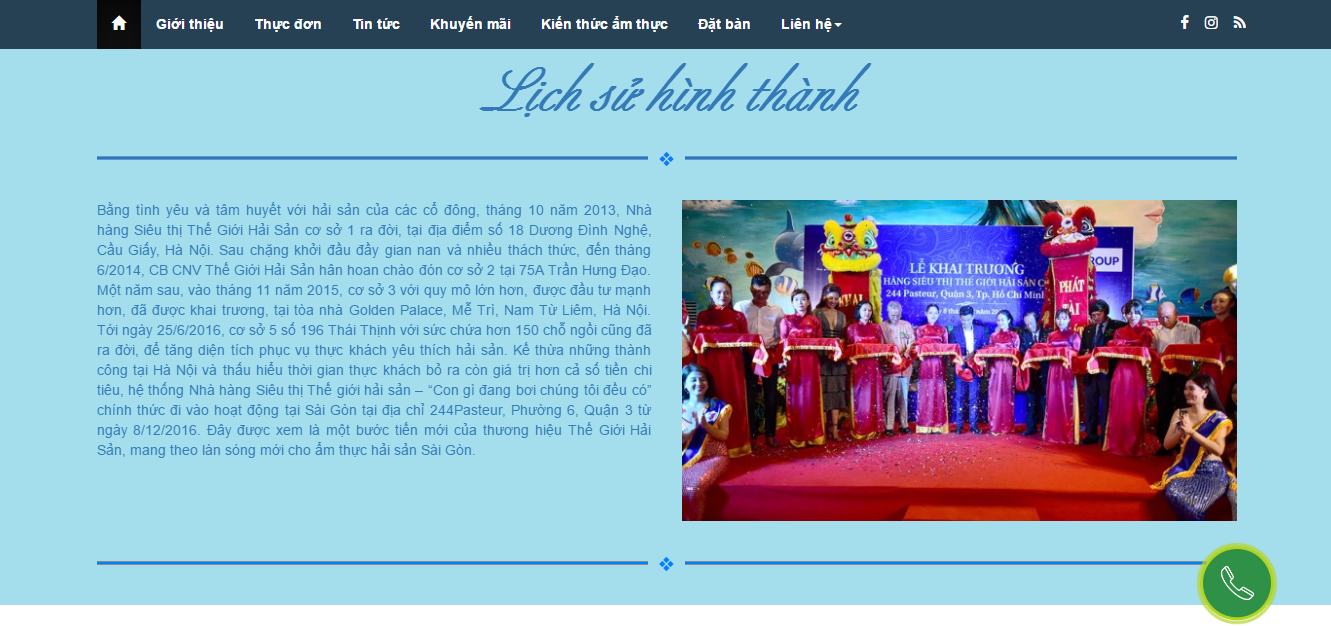 Giới thiệu Thực đơn Tin tức Khuyến mãi Kiến thức ẩm thực Đặt bàn Liên hệ
Lịch sử hình thành
Bằng tình yêu và tâm huyết với hải sản của các cổ đông, tháng 10 năm 2013, Nhà
hàng Siêu thị Thế Giới Hải Sản cơ sở 1 ra đời, tại địa điểm số 18 Dương Đình Nghệ,
Cầu Giấy, Hà Nội. Sau chặng khởi đầu đầy gian nan và nhiều thách thức, đến tháng
6/2014, CB CNV Thế Giới Hải Sản hân hoan chào đón cơ sở 2 tại 75A Trần Hưng Đạo.
Một năm sau, vào tháng 11 năm 2015, cơ sở 3 với quy mô lớn hơn, được đầu tư mạnh
hơn, đã được khai trương, tại tòa nhà Golden Palace, Mễ Trì, Nam Từ Liêm, Hà Nội.
Tới ngày 25/6/2016, cơ sở 5 số 196 Thái Thịnh với sức chứa hơn 150 chỗ ngồi cũng đã
ra đời, để tăng diện tích phục vụ thực khách yêu thích hải sản. Kế thừa những thành
công tại Hà Nội và thấu hiểu thời gian thực khách bỏ ra còn giá trị hơn cả số tiền chi
tiêu, hệ thống Nhà hàng Siêu thị Thế giới hải sản – “Con gì đang bơi chúng tôi đều có”
chính thức đi vào hoạt động tại Sài Gòn tại địa chỉ 244Pasteur, Phường 6, Quận 3 từ
ngày 8/12/2016. Đây được xem là một bước tiến mới của thương hiệu Thế Giới Hải
Sản, mang theo làn sóng mới cho ẩm thực hải sản Sài Gòn.
ROUP
LỄ KHAI TRƯƠNG
HÀNG SIÊU THỊ THẾ GIỚI HẢI SẢN
244 Pasteur, Quận 3, Tp. Hồ Chí Minh
KHAI
PHÁT
TÀI